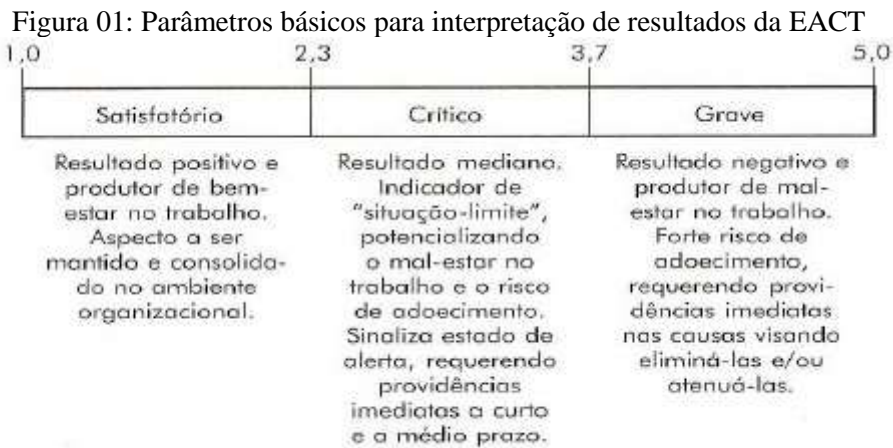 Figura 01: Parâmetros básicos para interpretação de resultados da EACT
1,0 2,3 3,7 5,0
Satisfatório Crítico Grave
Resultado positivo e
produtor de bem-
estar no trabalho.
Aspecto a ser
mantido e consolida-
do no ambiente
organizacional.
Resultado mediano.
Indicador de
"situação-limite",
potencializando
o mal-estar no
trabalho e o risco
de adoecimento.
Sinaliza estado de
alerta, requerendo
providências
imediatas a curto
e a médio prazo.
Resultado negativo e
produtor de mal-
estar no trabalho.
Forte risco de
adoecimento,
requerendo provi-
dências imediatas
nas causas visando
eliminá-las e/ou
atenuá-las.